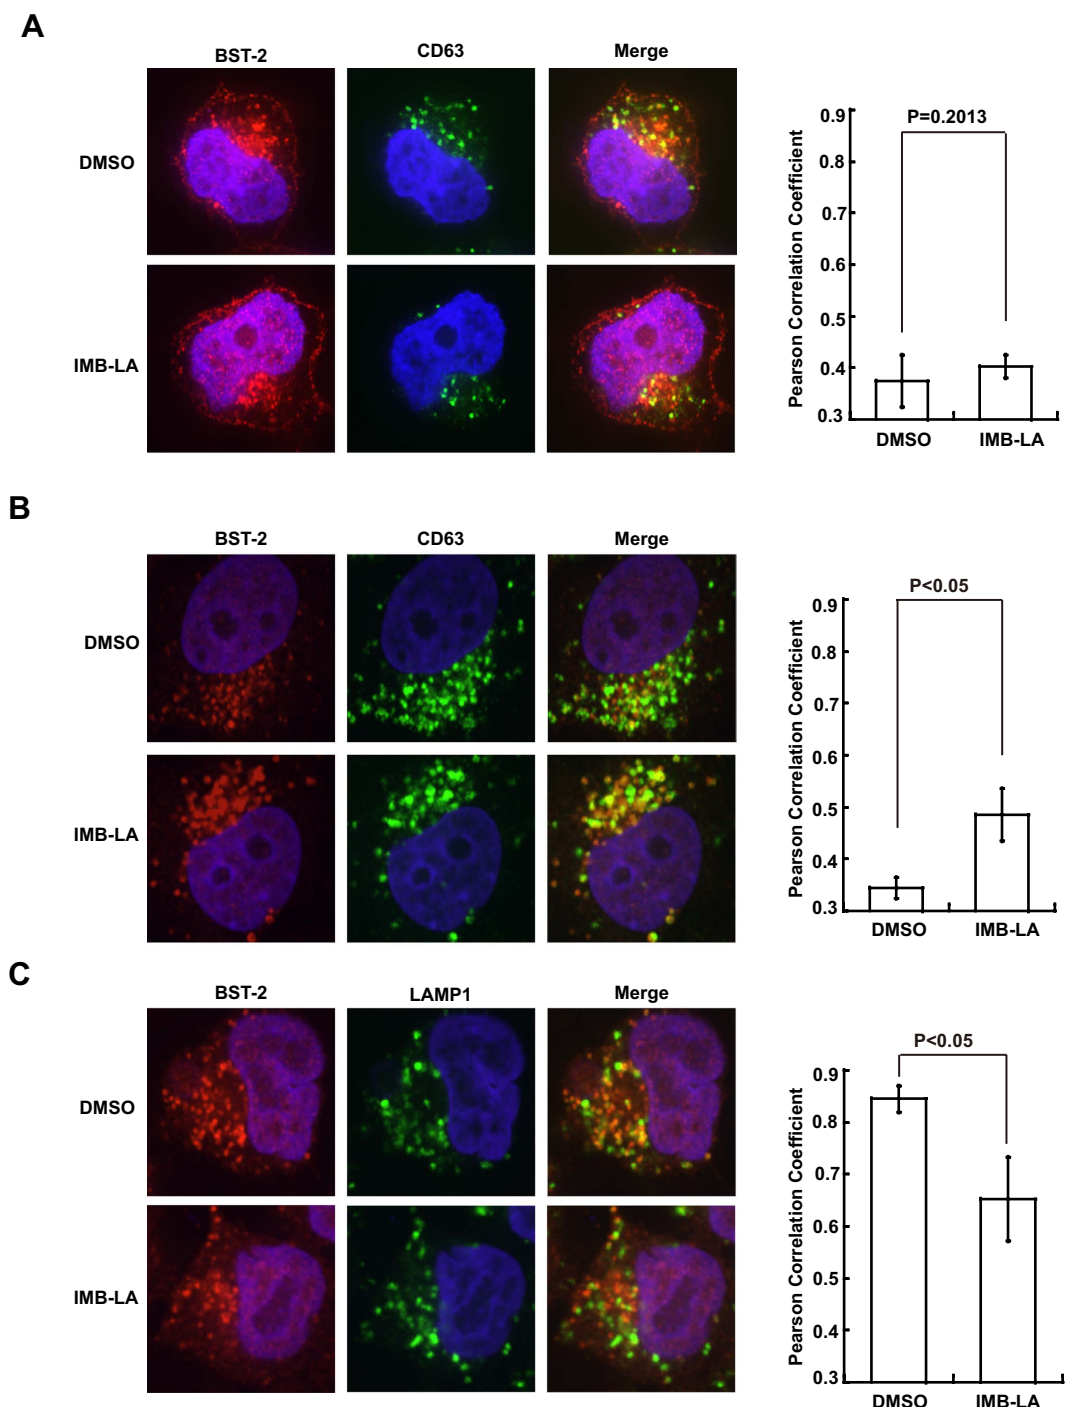 A
BST-2 CD63 Merge
DMSO
IMB-LA
Pearson Correlation Coefficient
0.9
0.8
0.7
0.6
0.5
0.4
0.3
P=0.2013
DMSO IMB-LA
B
BST-2 CD63 Merge
DMSO
IMB-LA
Pearson Correlation Coefficient
0.9
0.8
0.7
0.6
0.5
0.4
0.3
P<0.05
DMSO IMB-LA
C
BST-2 LAMP1 Merge
DMSO
IMB-LA
Pearson Correlation Coefficient
0.9
0.8
0.7
0.6
0.5
0.4
0.3
P<0.05
DMSO IMB-LA